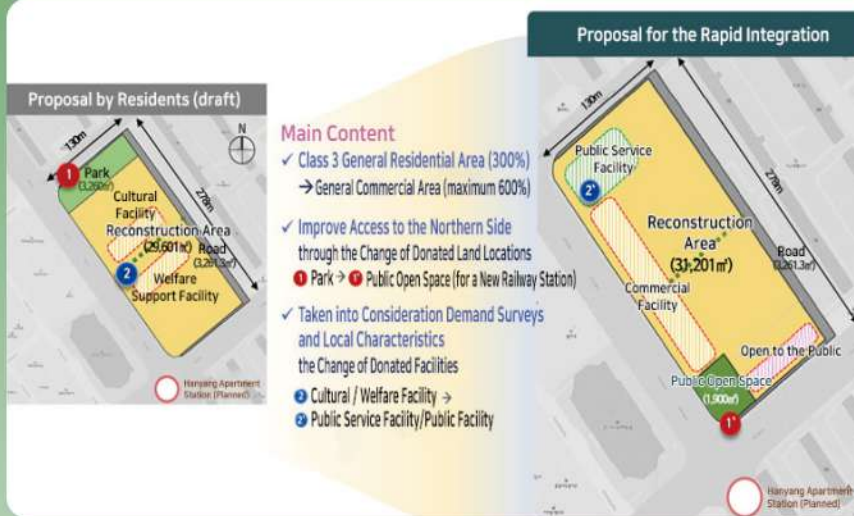 Proposal by Residents (draft)
130m
278m
N
1
Park
(3,260㎡)
Cultural
Facility
Reconstruction Area
(29,601㎡)
Road
(3,261.3㎡)
2
Welfare
Support Facility
Hanyang Apartment
Station (Planned)
Main Content
✓ Class 3 General Residential Area (300%)
→ General Commercial Area (maximum 600%)
✓ Improve Access to the Northern Side
through the Change of Donated Land Locations
1 Park → 1' Public Open Space (for a New Railway Station)
✓ Taken into Consideration Demand Surveys
and Local Characteristics
the Change of Donated Facilities
2 Cultural / Welfare Facility →
2' Public Service Facility/Public Facility
Proposal for the Rapid Integration
130m
278m
Public Service
Facility
2'
Reconstruction
Area
(31,201㎡)
Road
(3,261.3㎡)
Commercial
Facility
Open to the Public
Public Open Space
(1,900㎡)
1'
Hanyang Apartment
Station (Planned)